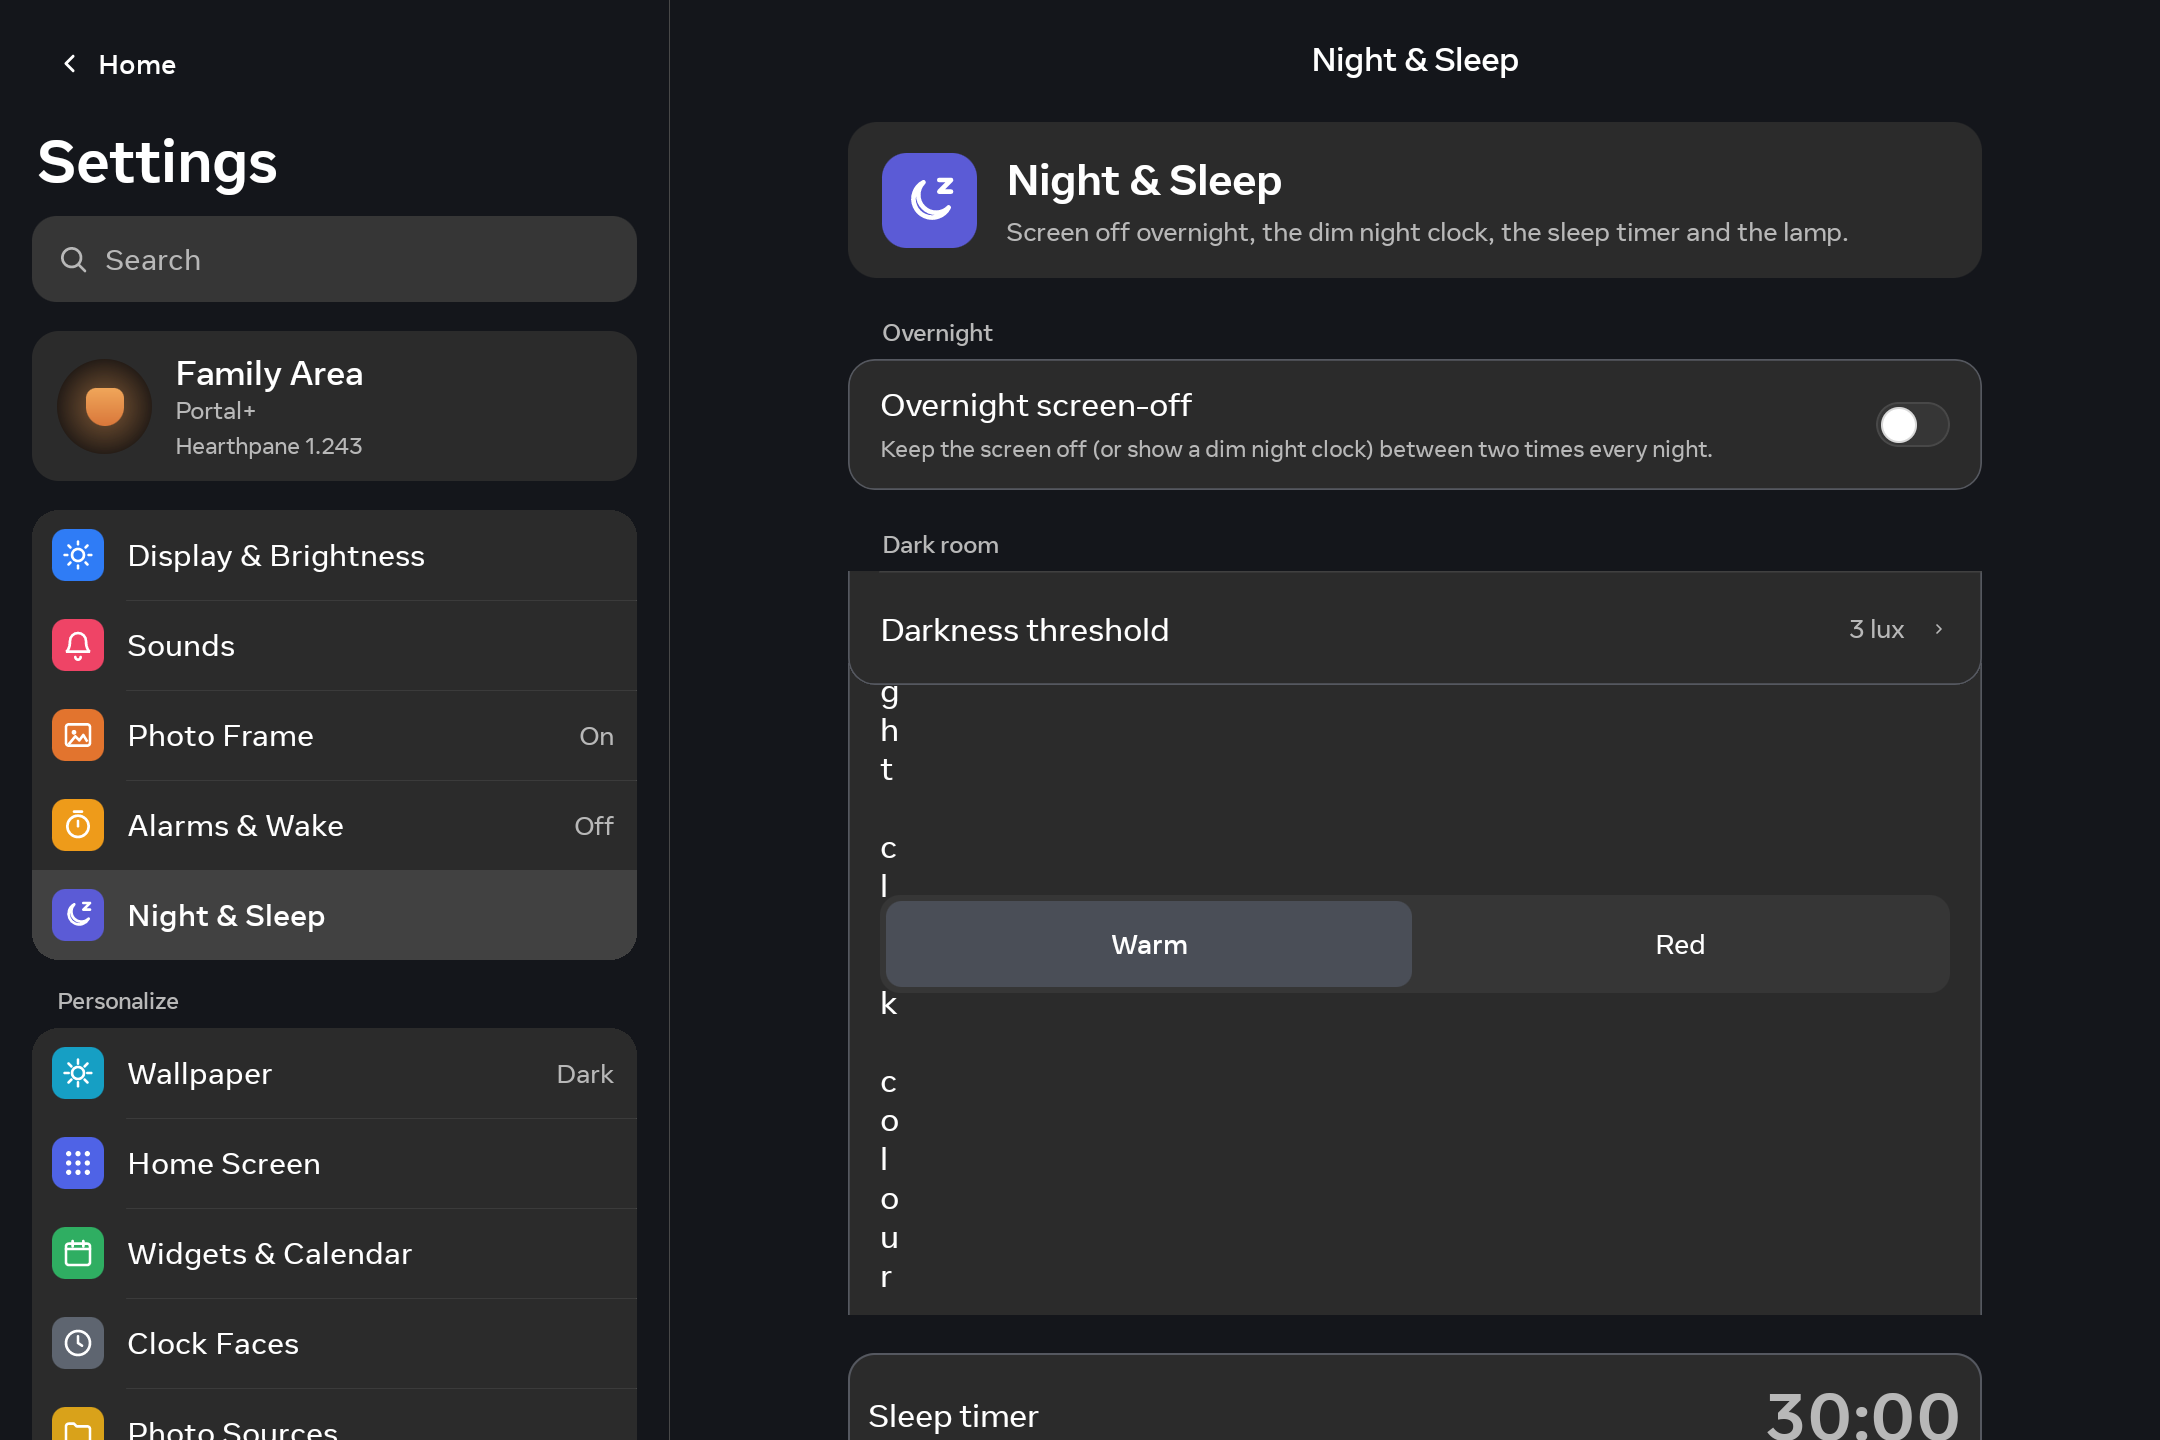 Home
Settings
Search
Family Area
Portal+
Hearthpane 1.243
Display & Brightness
Sounds
Photo Frame On
Alarms & Wake Off
Night & Sleep
Personalize
Wallpaper Dark
Home Screen
Widgets & Calendar
Clock Faces
Photo Sources
Night & Sleep
Night & Sleep
Screen off overnight, the dim night clock, the sleep timer and the lamp.
Overnight
Overnight screen-off
Keep the screen off (or show a dim night clock) between two times every night.
Dark room
Darkness threshold 3 lux
g
h
t
c
l
Warm Red
k
c
o
l
o
u
r
Sleep timer 30:00